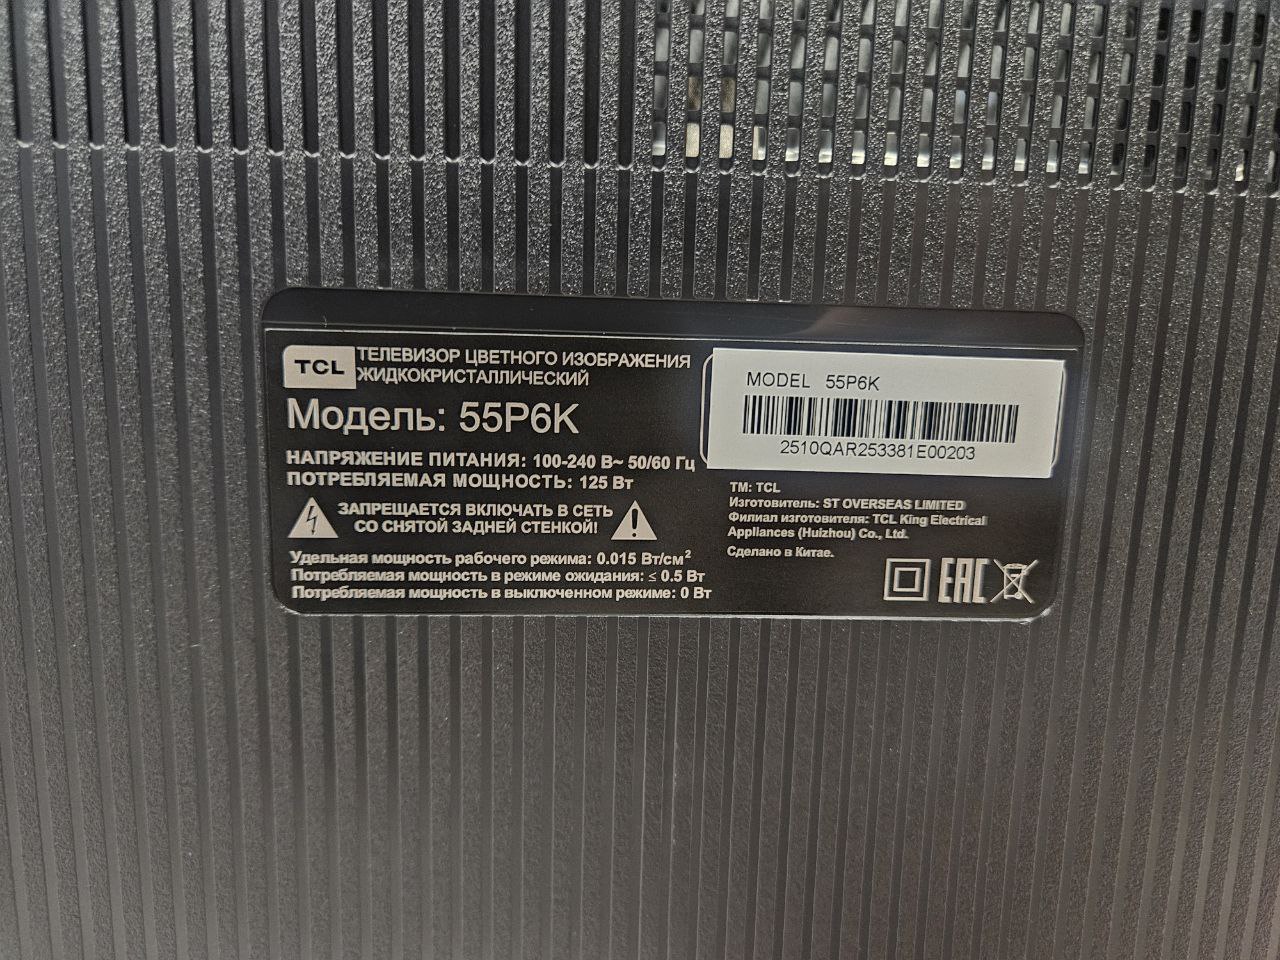 TCL
ТЕЛЕВИЗОР ЦВЕТНОГО ИЗОБРАЖЕНИЯ
ЖИДКОКРИСТАЛЛИЧЕСКИЙ
Модель: 55P6K
НАПРЯЖЕНИЕ ПИТАНИЯ: 100-240 В~ 50/60 Гц
ПОТРЕБЛЯЕМАЯ МОЩНОСТЬ: 125 Вт
ЗАПРЕЩАЕТСЯ ВКЛЮЧАТЬ В СЕТЬ
СО СНЯТОЙ ЗАДНЕЙ СТЕНКОЙ!
Удельная мощность рабочего режима: 0.015 Вт/см²
Потребляемая мощность в режиме ожидания: ≤ 0.5 Вт
Потребляемая мощность в выключенном режиме: 0 Вт
MODEL 55P6K
2510QAR253381E00203
TM: TCL
Изготовитель: ST OVERSEAS LIMITED
Филиал изготовителя: TCL King Electrical
Appliances (Huizhou) Co., Ltd.
Сделано в Китае.
EAC